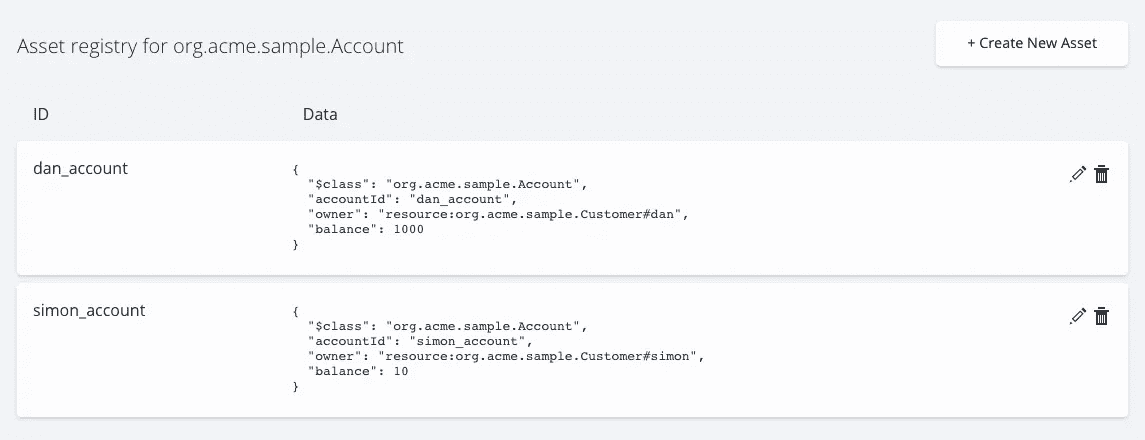 Asset registry for org.acme.sample.Account
+ Create New Asset
ID Data
dan_account
{
"$class": "org.acme.sample.Account",
"accountId": "dan_account",
"owner": "resource:org.acme.sample.Customer#dan",
"balance": 1000
}
simon_account
{
"$class": "org.acme.sample.Account",
"accountId": "simon_account",
"owner": "resource:org.acme.sample.Customer#simon",
"balance": 10
}